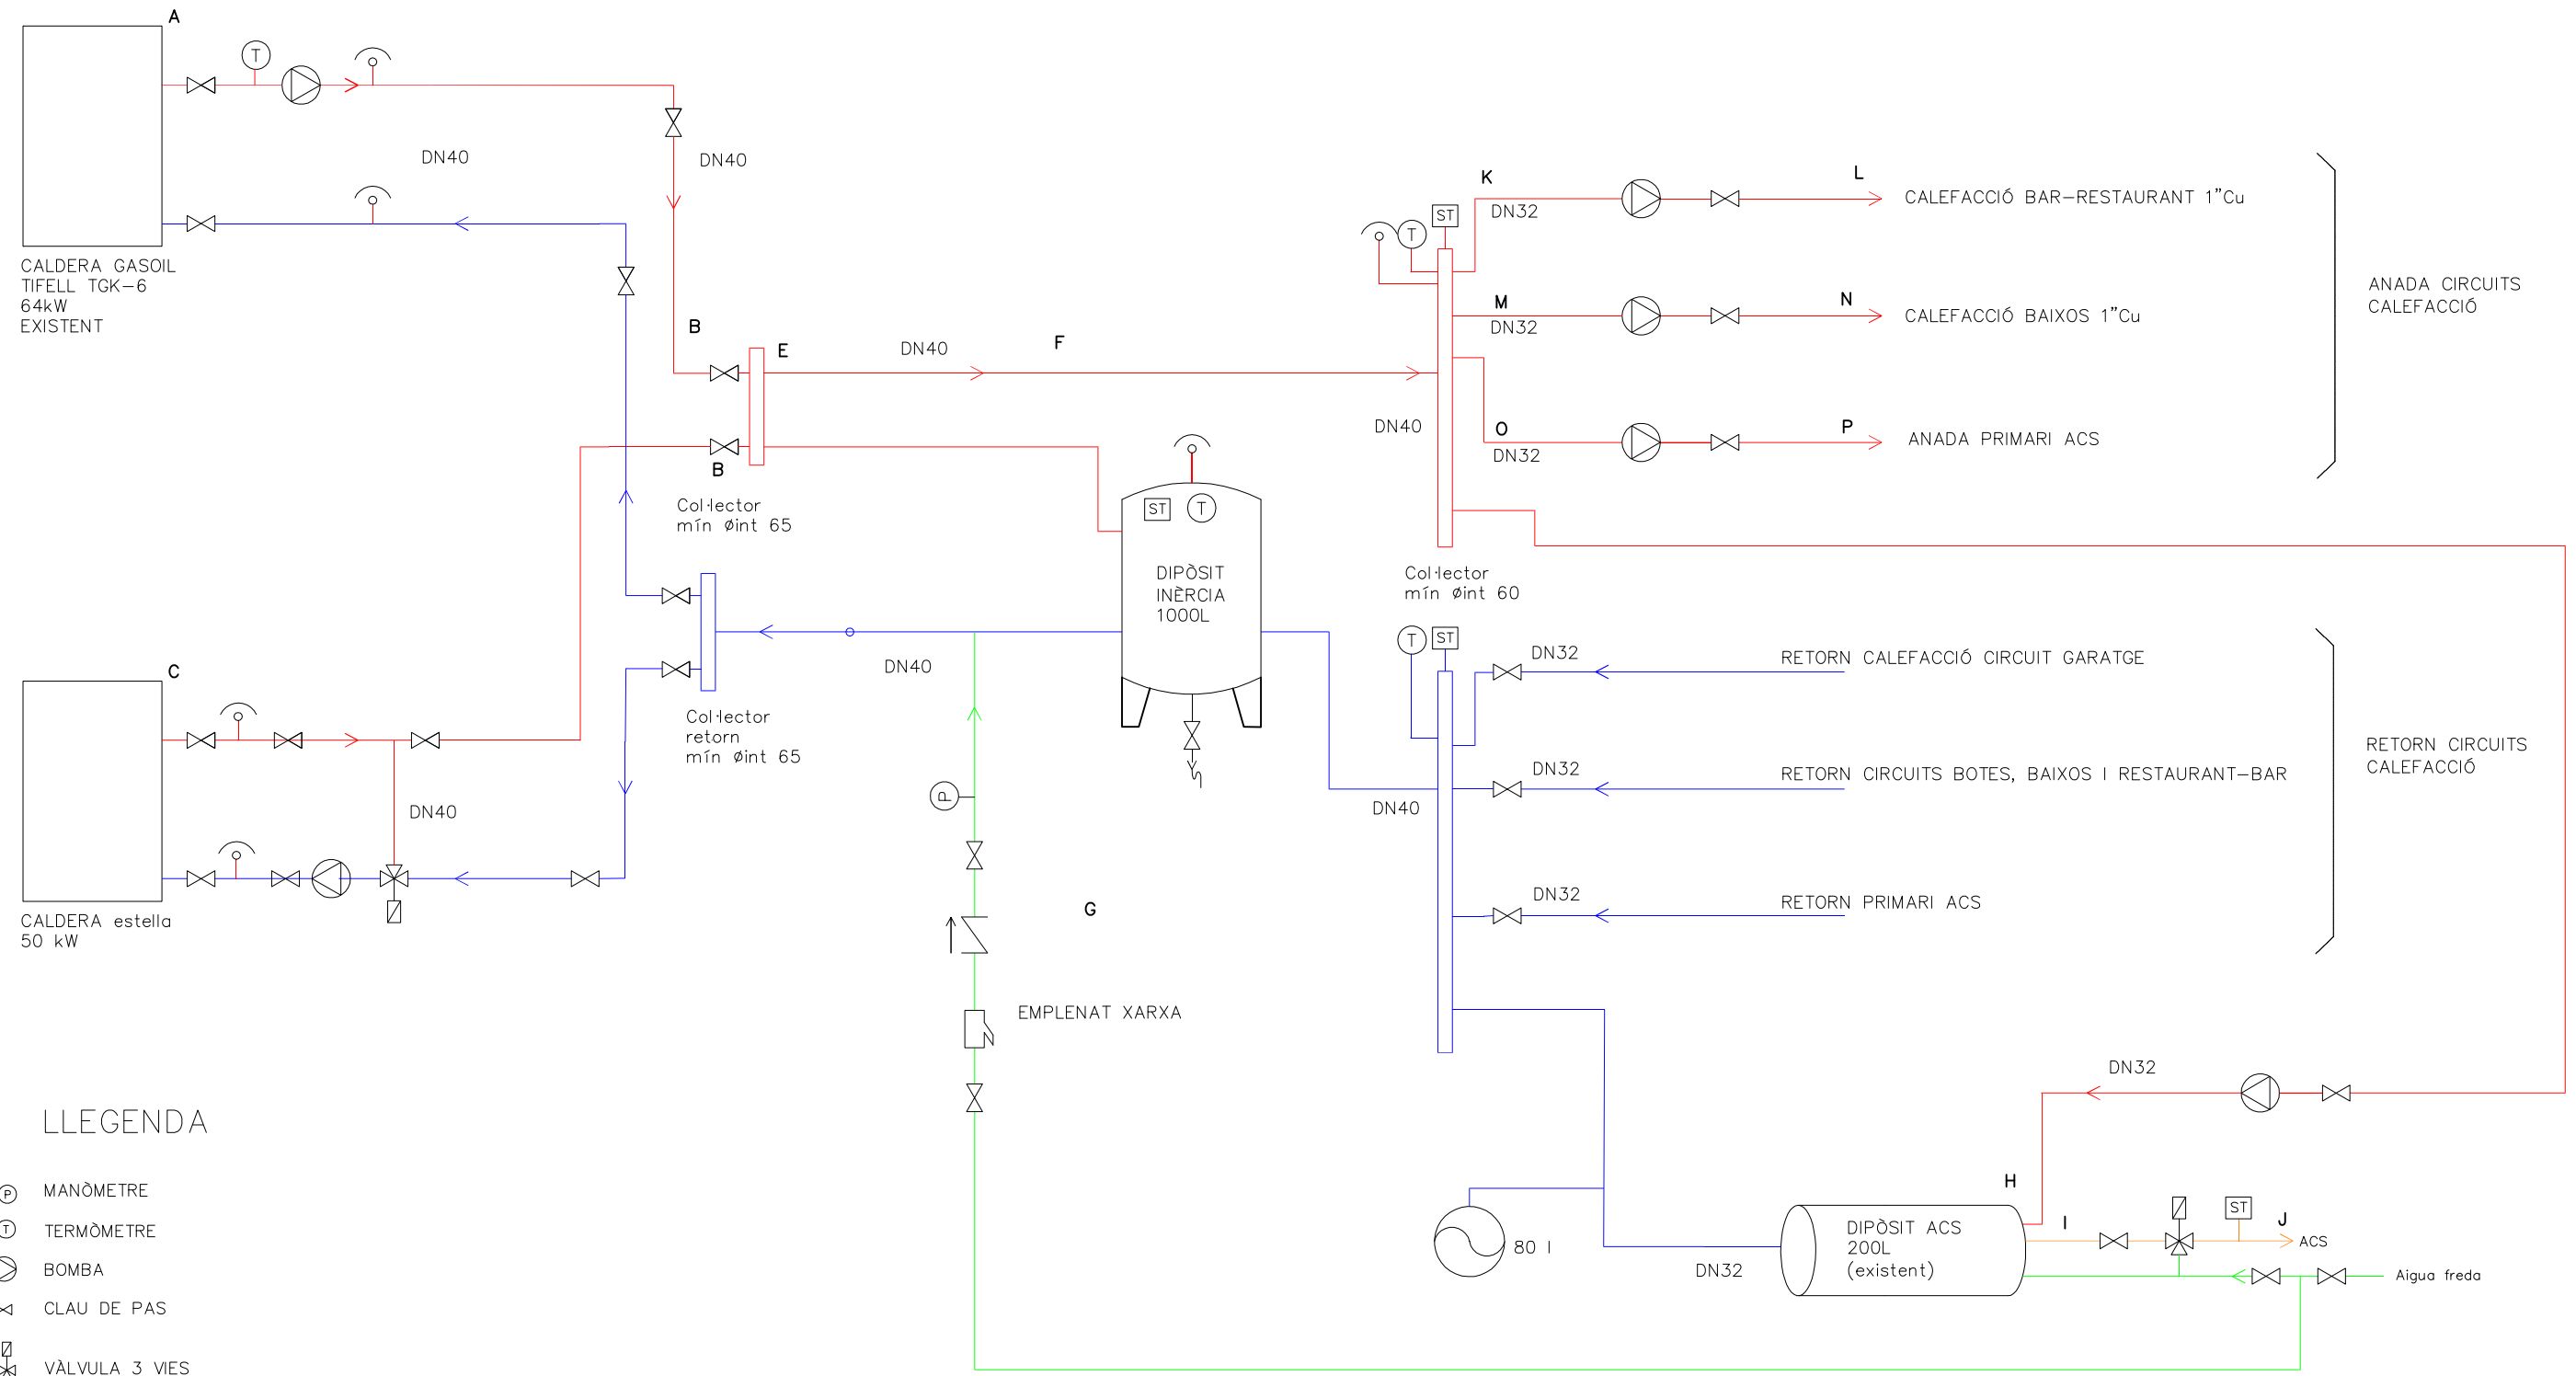 A
T
DN40
DN40
CALDERA GASOIL
TIFELL TGK-6
64kW
EXISTENT
B
E
DN40
F
B
Col·lector
mín Øint 65
K
DN32
L
CALEFACCIÓ BAR-RESTAURANT 1"Cu
ST
T
M
DN32
N
CALEFACCIÓ BAIXOS 1"Cu
O
DN32
P
ANADA PRIMARI ACS
DN40
ANADA CIRCUITS
CALEFACCIÓ
Col·lector
mín Øint 60
ST
T
DIPÒSIT
INÈRCIA
1000L
DN40
Col·lector
retorn
mín Øint 65
C
DN40
CALDERA estella
50 kW
P
G
EMPLENAT XARXA
T
ST
DN32
RETORN CALEFACCIÓ CIRCUIT GARATGE
DN32
RETORN CIRCUITS BOTES, BAIXOS I RESTAURANT-BAR
DN40
DN32
RETORN PRIMARI ACS
RETORN CIRCUITS
CALEFACCIÓ
DN32
H
DIPÒSIT ACS
200L
(existent)
80 l
DN32
I
ST
J
ACS
Aigua freda
LLEGENDA
P
MANÒMETRE
T
TERMÒMETRE
BOMBA
CLAU DE PAS
VÀLVULA 3 VIES